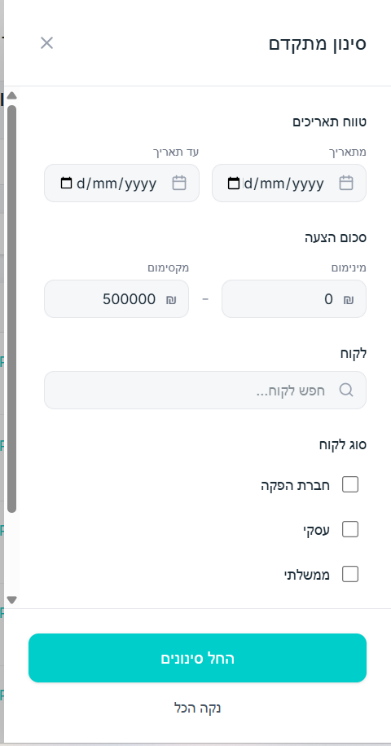 סינון מתקדם
טווח תאריכים
מתאריך
עד תאריך
d/mm/yyyy
d/mm/yyyy
סכום הצעה
מינימום
מקסימום
₪ 0
–
₪ 500000
לקוח
חפש לקוח...
סוג לקוח
חברת הפקה
עסקי
ממשלתי
החל סינונים
נקה הכל